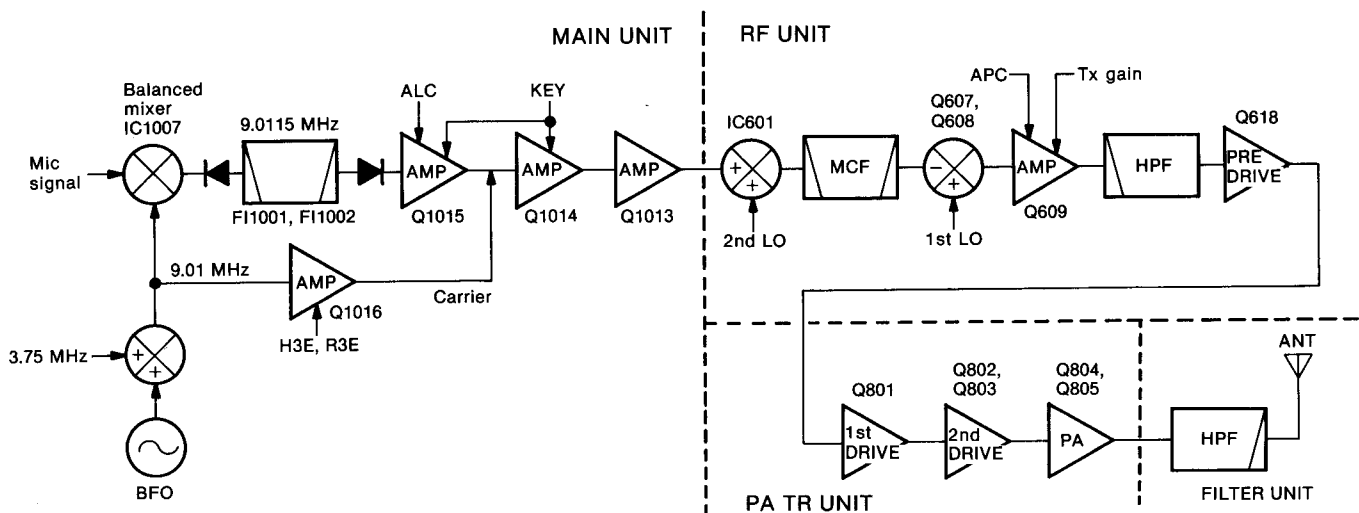 MAIN UNIT
RF UNIT
Balanced
mixer
IC1007
Mic
signal
9.0115 MHz
FI1001, FI1002
ALC
KEY
AMP
Q1015
AMP
Q1014
AMP
Q1013
9.01 MHz
AMP
Q1016
Carrier
H3E, R3E
3.75 MHz
+
+
BFO
IC601
+
+
2nd LO
MCF
Q607,
Q608
-
+
1st LO
APC
Tx gain
AMP
Q609
HPF
Q618
PRE
DRIVE
Q801
1st
DRIVE
Q802,
Q803
2nd
DRIVE
Q804,
Q805
PA
PA TR UNIT
HPF
ANT
FILTER UNIT